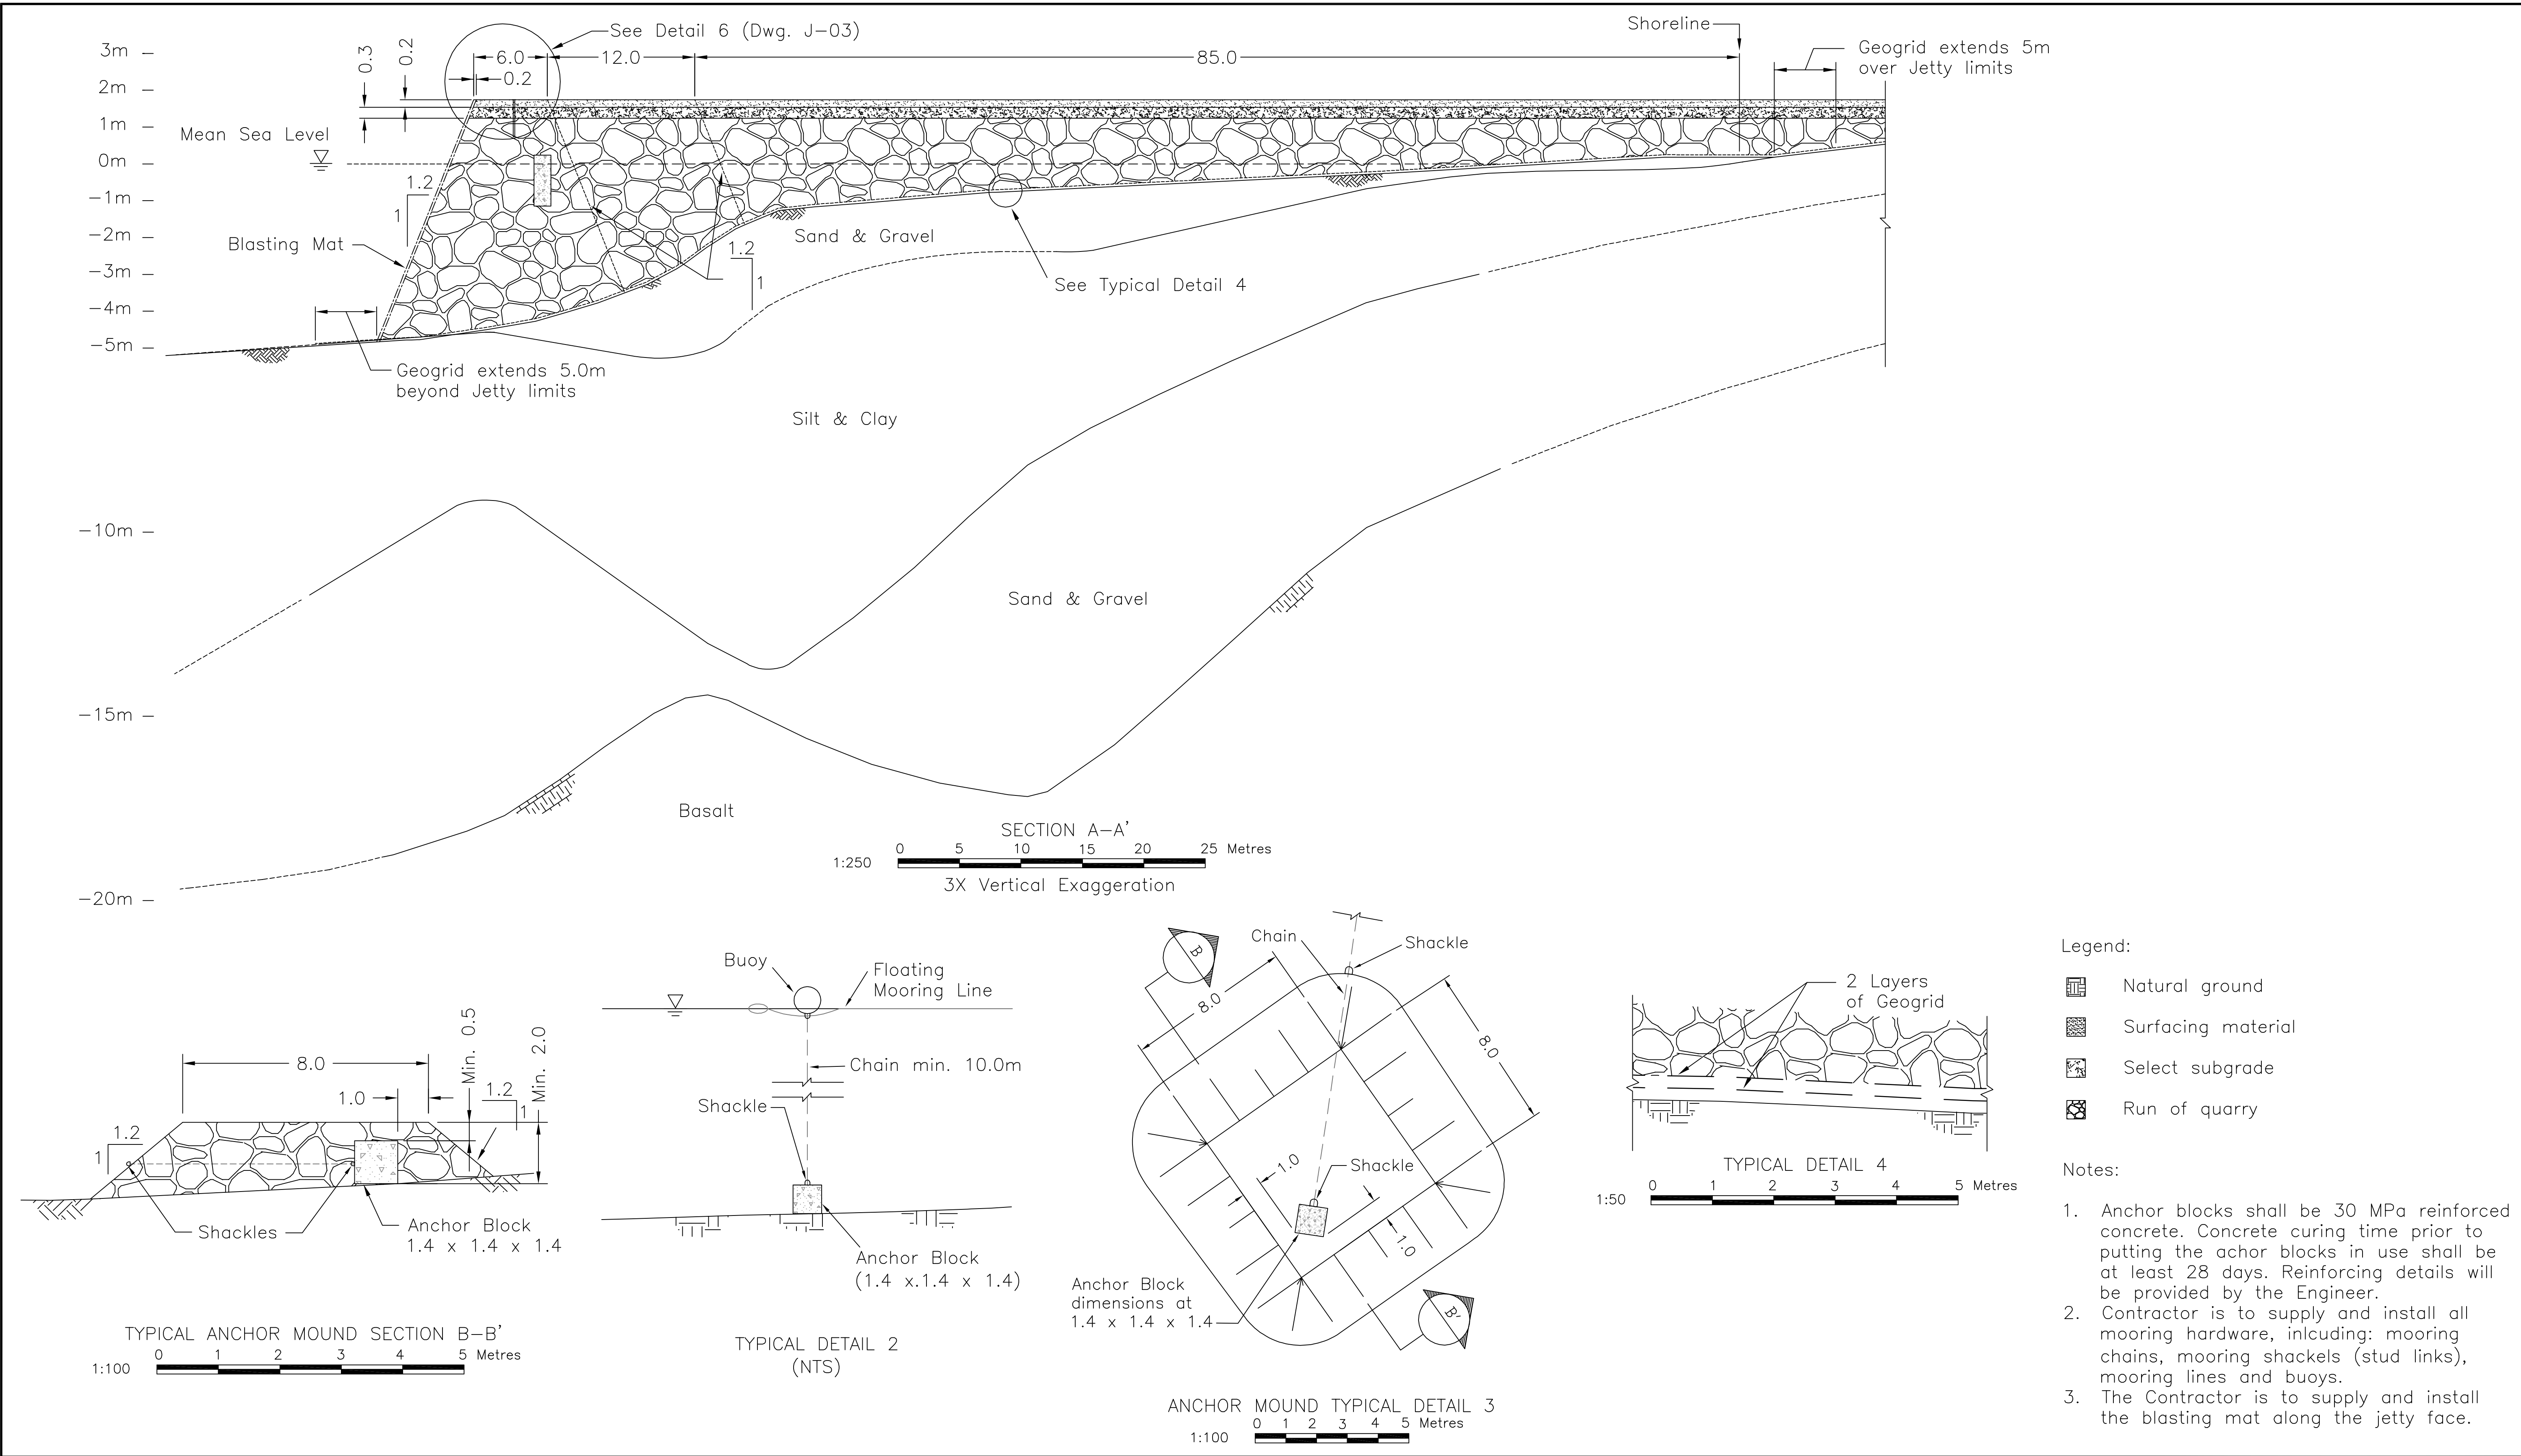 See Detail 6 (Dwg. J-03)
Shoreline
Geogrid extends 5m
over Jetty limits
3m
2m
1m
0m
-1m
-2m
-3m
-4m
-5m
-10m
-15m
-20m
0.3
0.2
6.0
12.0
85.0
0.2
Mean Sea Level
1.2
1
Blasting Mat
Sand & Gravel
1.2
1
See Typical Detail 4
Geogrid extends 5.0m
beyond Jetty limits
Silt & Clay
Sand & Gravel
Basalt
SECTION A-A'
0 5 10 15 20 25 Metres
1:250
3X Vertical Exaggeration
8.0
1.0
Min. 0.5
Min. 2.0
1.2
1
1.2
1
Shackles
Anchor Block
1.4 x 1.4 x 1.4
TYPICAL ANCHOR MOUND SECTION B-B'
0 1 2 3 4 5 Metres
1:100
Buoy
Floating
Mooring Line
Chain min. 10.0m
Shackle
Anchor Block
(1.4 x.1.4 x 1.4)
TYPICAL DETAIL 2
(NTS)
B
Chain
Shackle
8.0
8.0
1.0
Shackle
1.0
Anchor Block
dimensions at
1.4 x 1.4 x 1.4
B'
ANCHOR MOUND TYPICAL DETAIL 3
0 1 2 3 4 5 Metres
1:100
2 Layers
of Geogrid
TYPICAL DETAIL 4
0 1 2 3 4 5 Metres
1:50
Legend:
Natural ground
Surfacing material
Select subgrade
Run of quarry
Notes:
1. Anchor blocks shall be 30 MPa reinforced
concrete. Concrete curing time prior to
putting the achor blocks in use shall be
at least 28 days. Reinforcing details will
be provided by the Engineer.
2. Contractor is to supply and install all
mooring hardware, inlcuding: mooring
chains, mooring shackels (stud links),
mooring lines and buoys.
3. The Contractor is to supply and install
the blasting mat along the jetty face.